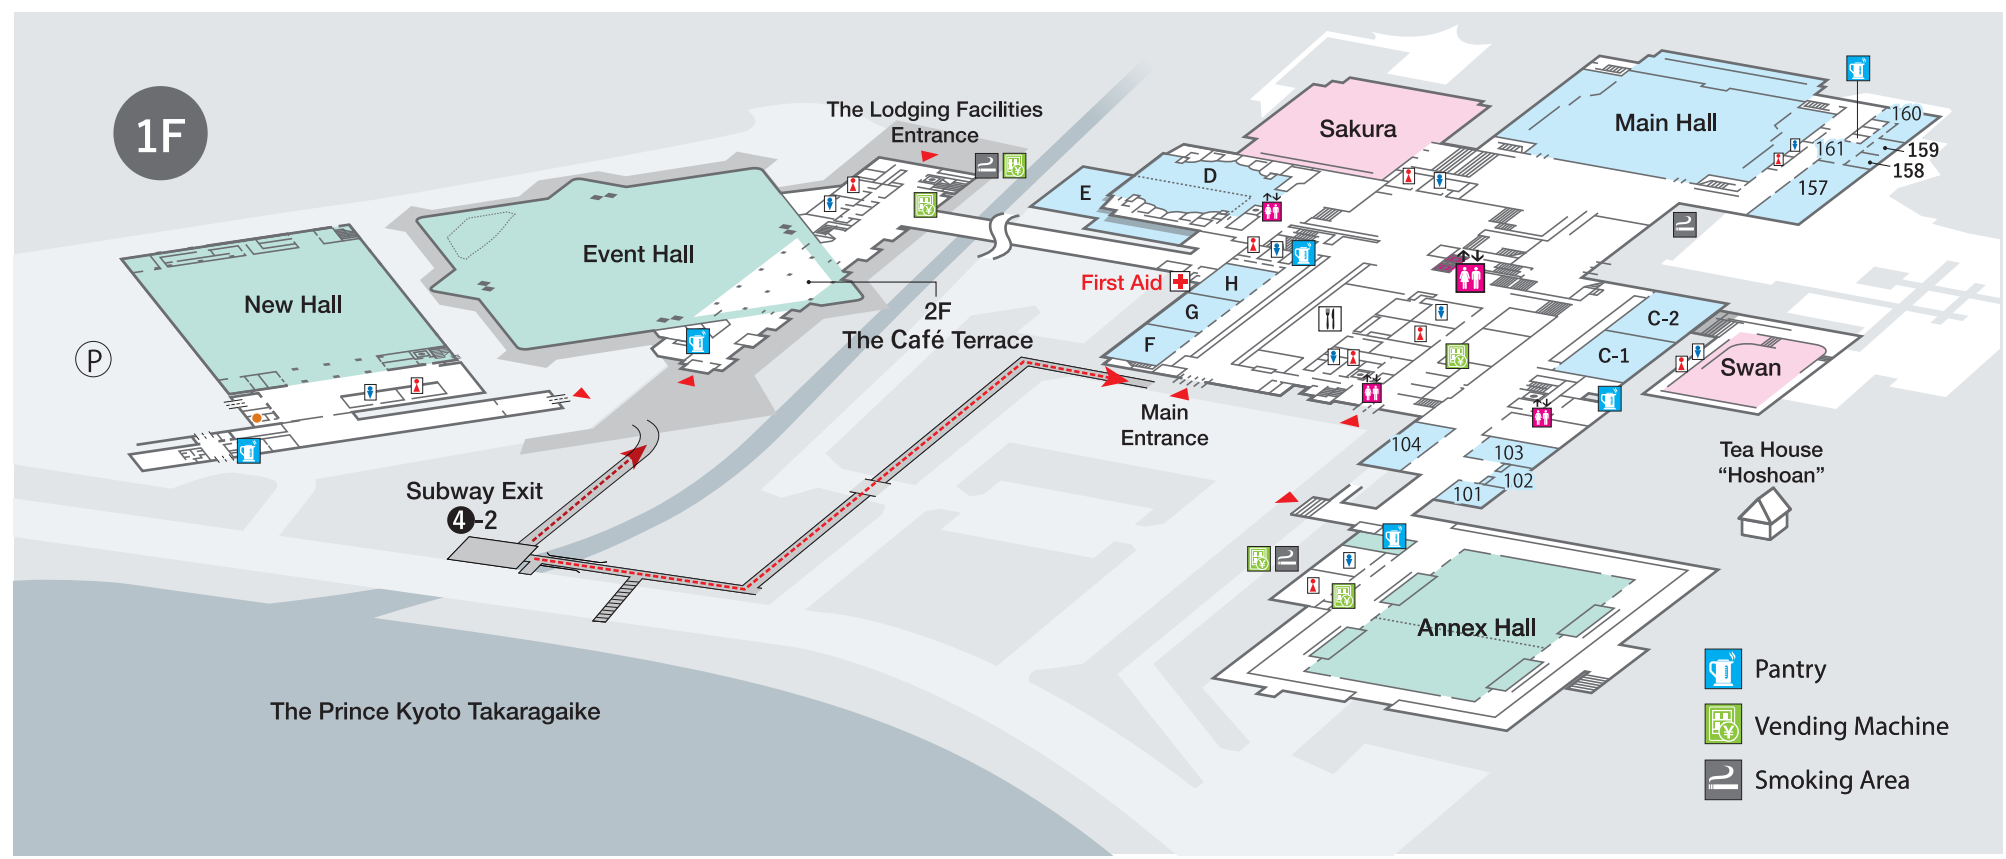 1F
The Lodging Facilities
Entrance
Sakura
Main Hall
160
161
159
158
157
E
D
Event Hall
New Hall
First Aid
H
G
F
2F
The Café Terrace
C-2
C-1
Swan
P
Main
Entrance
104
103
102
101
Tea House
“Hoshoan”
Subway Exit
4-2
Annex Hall
The Prince Kyoto Takaragaike
Pantry
Vending Machine
Smoking Area